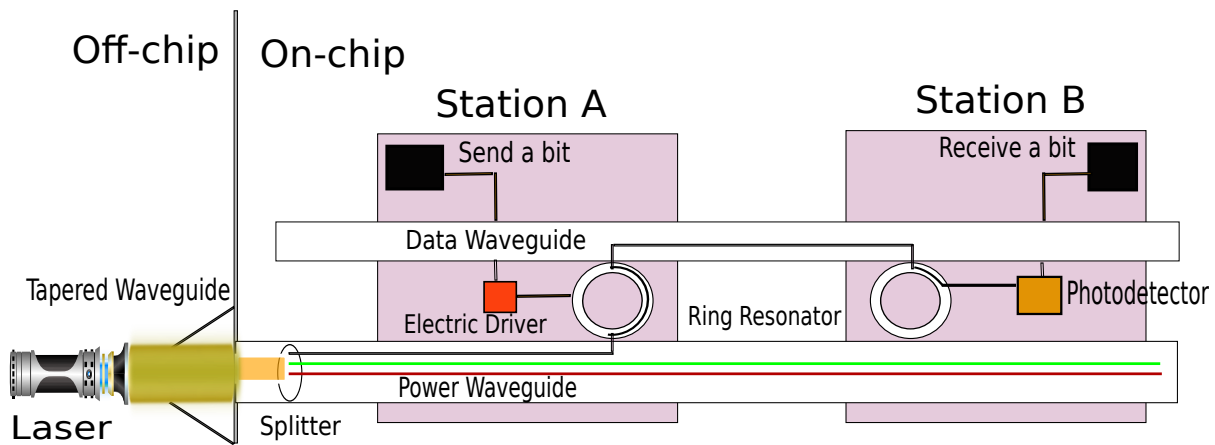 Off-chip
On-chip
Station A
Station B
Send a bit
Receive a bit
Data Waveguide
Tapered Waveguide
Electric Driver
Ring Resonator
Photodetector
Power Waveguide
Laser
Splitter